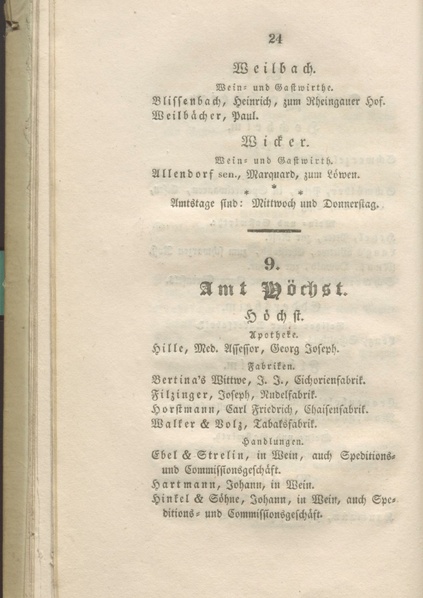 24
Weilbach.
Wein- und Gastwirthe.
Blissenbach, Heinrich, zum Rheingauer Hof.
Weilbächer, Paul.
Wicker.
Wein- und Gastwirth.
Allendorf sen., Marquard, zum Löwen.
* * *
Amtstage sind: Mittwoch und Donnerstag.
9.
Amt Höchst.
Höchst.
Apotheke.
Hille, Med. Assessor, Georg Joseph.
Fabriken.
Bertina's Wittwe, J. J., Cichorienfabrik.
Filzinger, Joseph, Nudelfabrik.
Horstmann, Carl Friedrich, Chaisenfabrik.
Walker & Volz, Tabaksfabrik.
Handlungen.
Ebel & Strelin, in Wein, auch Speditions-
und Commissionsgeschäft.
Hartmann, Johann, in Wein.
Hinkel & Söhne, Johann, in Wein, auch Spe-
ditions- und Commissionsgeschäft.